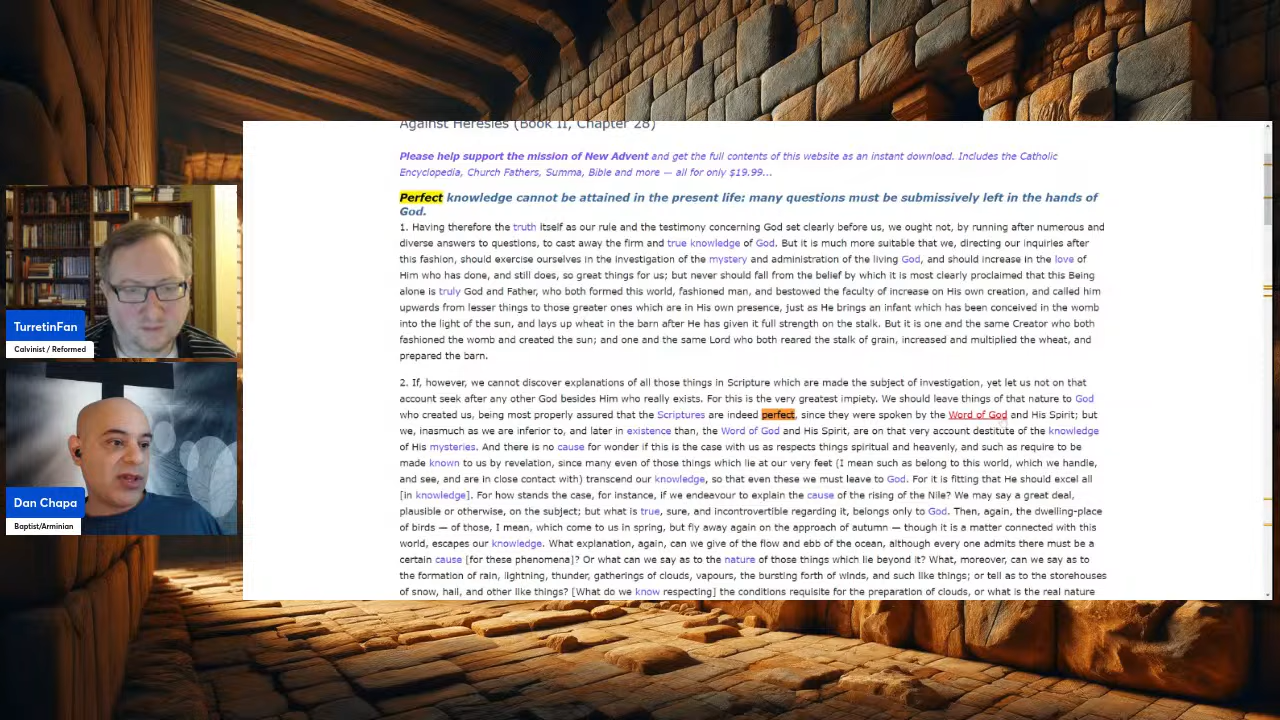 Against Heresies (Book II, Chapter 28)
Please help support the mission of New Advent and get the full contents of this website as an instant download. Includes the Catholic
Encyclopedia, Church Fathers, Summa, Bible and more — all for only $19.99...
Perfect knowledge cannot be attained in the present life: many questions must be submissively left in the hands of
God.
1. Having therefore the truth itself as our rule and the testimony concerning God set clearly before us, we ought not, by running after numerous and
diverse answers to questions, to cast away the firm and true knowledge of God. But it is much more suitable that we, directing our inquiries after
this fashion, should exercise ourselves in the investigation of the mystery and administration of the living God, and should increase in the love of
Him who has done, and still does, so great things for us; but never should fall from the belief by which it is most clearly proclaimed that this Being
alone is truly God and Father, who both formed this world, fashioned man, and bestowed the faculty of increase on His own creation, and called him
upwards from lesser things to those greater ones which are in His own presence, just as He brings an infant which has been conceived in the womb
into the light of the sun, and lays up wheat in the barn after He has given it full strength on the stalk. But it is one and the same Creator who both
fashioned the womb and created the sun; and one and the same Lord who both reared the stalk of grain, increased and multiplied the wheat, and
prepared the barn.
2. If, however, we cannot discover explanations of all those things in Scripture which are made the subject of investigation, yet let us not on that
account seek after any other God besides Him who really exists. For this is the very greatest impiety. We should leave things of that nature to God
who created us, being most properly assured that the Scriptures are indeed perfect, since they were spoken by the Word of God and His Spirit; but
we, inasmuch as we are inferior to, and later in existence than, the Word of God and His Spirit, are on that very account destitute of the knowledge
of His mysteries. And there is no cause for wonder if this is the case with us as respects things spiritual and heavenly, and such as require to be
made known to us by revelation, since many even of those things which lie at our very feet (I mean such as belong to this world, which we handle,
and see, and are in close contact with) transcend our knowledge, so that even these we must leave to God. For it is fitting that He should excel all
[in knowledge]. For how stands the case, for instance, if we endeavour to explain the cause of the rising of the Nile? We may say a great deal,
plausible or otherwise, on the subject; but what is true, sure, and incontrovertible regarding it, belongs only to God. Then, again, the dwelling-place
of birds — of those, I mean, which come to us in spring, but fly away again on the approach of autumn — though it is a matter connected with this
world, escapes our knowledge. What explanation, again, can we give of the flow and ebb of the ocean, although every one admits there must be a
certain cause [for these phenomena]? Or what can we say as to the nature of those things which lie beyond it? What, moreover, can we say as to
the formation of rain, lightning, thunder, gatherings of clouds, vapours, the bursting forth of winds, and such like things; or tell as to the storehouses
of snow, hail, and other like things? [What do we know respecting] the conditions requisite for the preparation of clouds, or what is the real nature
TurretinFan
Calvinist / Reformed
Dan Chapa
Baptist/Arminian